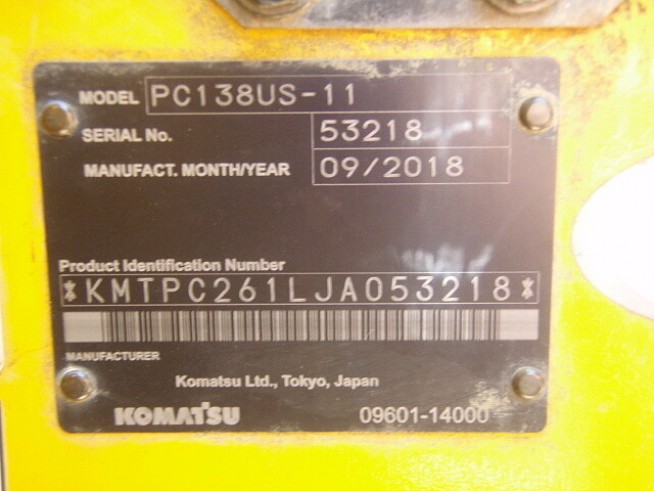 MODEL PC138US-11
SERIAL No. 53218
MANUFACT. MONTH/YEAR 09/2018
Product Identification Number
*KMTPC261LJA053218*
MANUFACTURER
Komatsu Ltd., Tokyo, Japan
KOMATSU 09601-14000